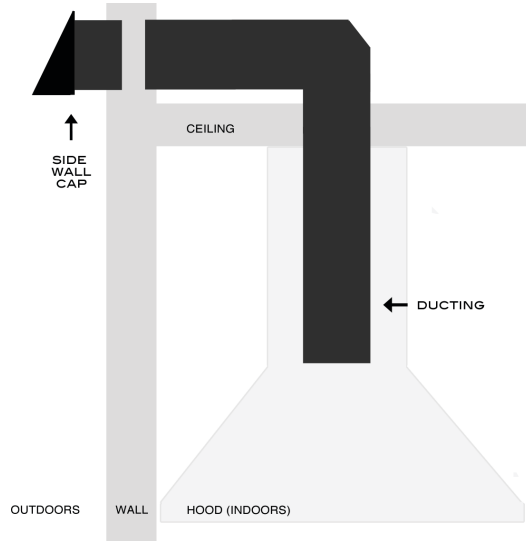 CEILING
SIDE
WALL
CAP
DUCTING
OUTDOORS
WALL
HOOD (INDOORS)